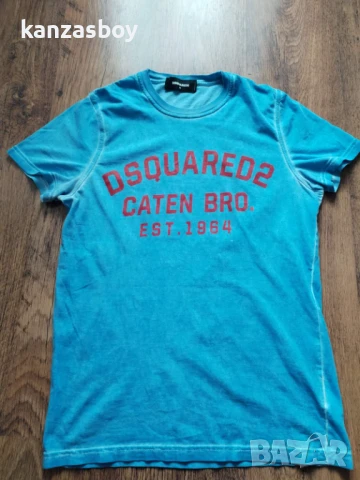 kanzasboy
DSQUARED2
CATEN BRO.
EST.1964
BAZAR